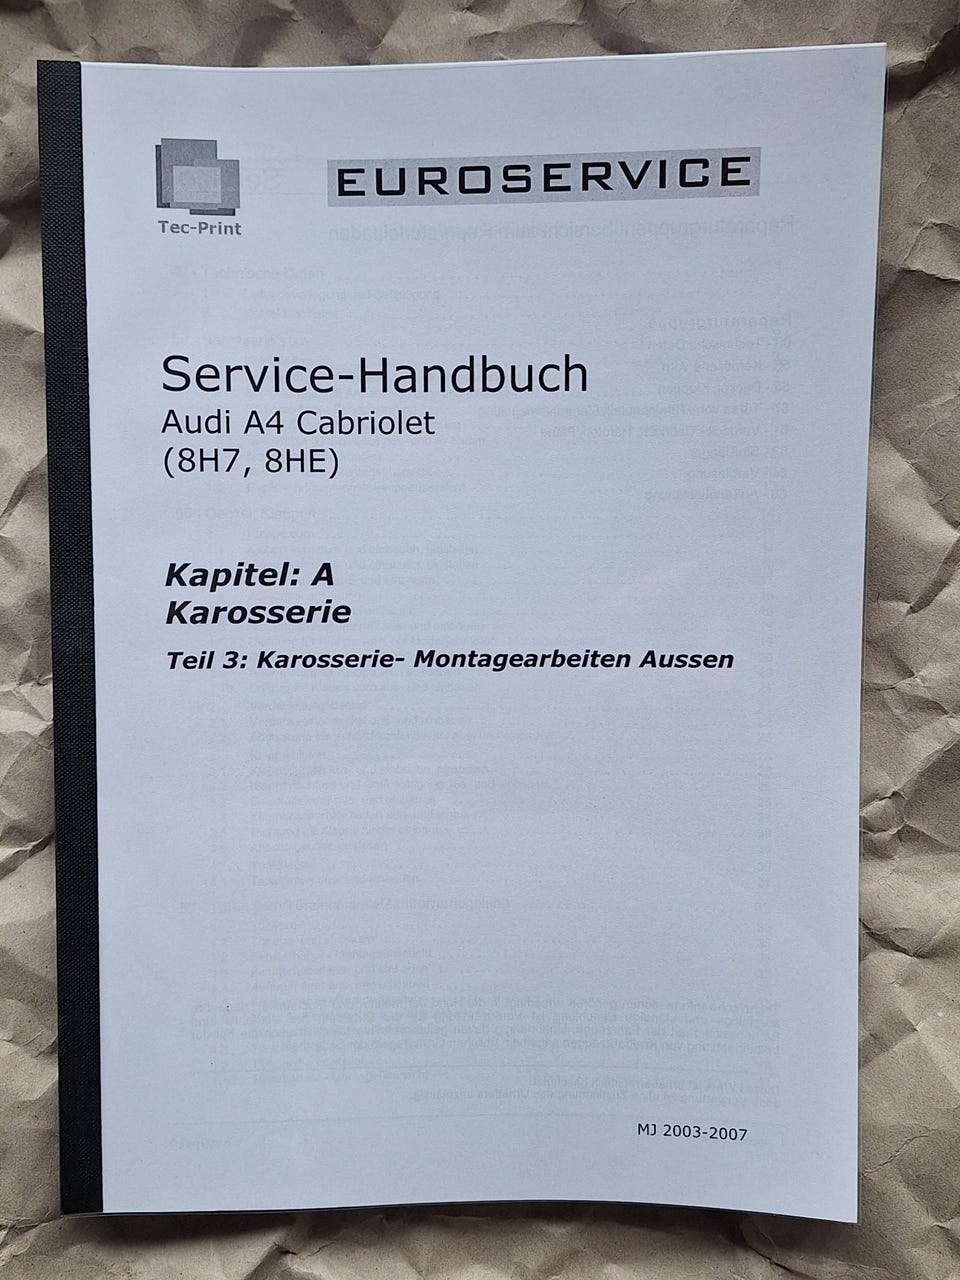 Tec-Print
EUROSERVICE
Service-Handbuch
Audi A4 Cabriolet
(8H7, 8HE)
Kapitel: A
Karosserie
Teil 3: Karosserie- Montagearbeiten Aussen
MJ 2003-2007